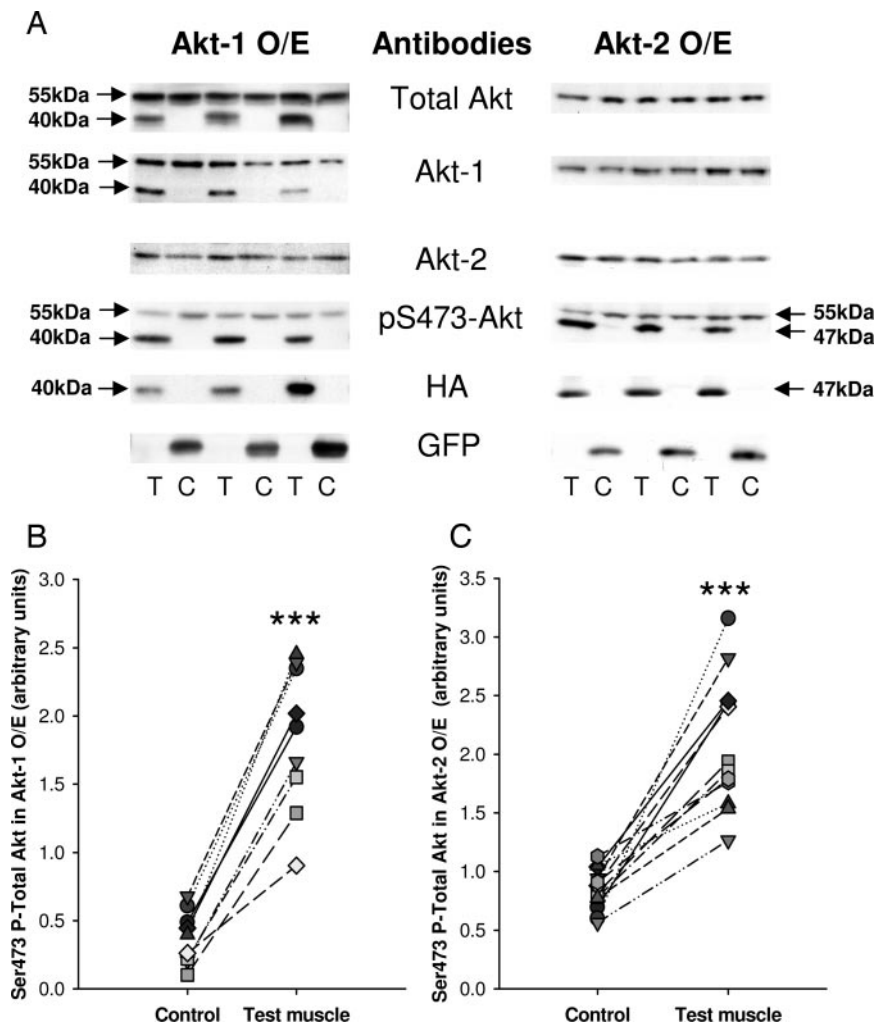 A
Akt-1 O/E Antibodies Akt-2 O/E
55kDa
Total Akt
40kDa
55kDa
Akt-1
40kDa
Akt-2
55kDa
pS473-Akt
55kDa
40kDa
47kDa
40kDa
HA
47kDa
GFP
T C T C T C
T C T C T C
B
Ser473 P-Total Akt in Akt-1 O/E (arbitrary units)
3.0
2.5
2.0
1.5
1.0
0.5
0.0
***
Control Test muscle
C
Ser473 P-Total Akt in Akt-2 O/E (arbitrary units)
3.5
3.0
2.5
2.0
1.5
1.0
0.5
0.0
***
Control Test muscle